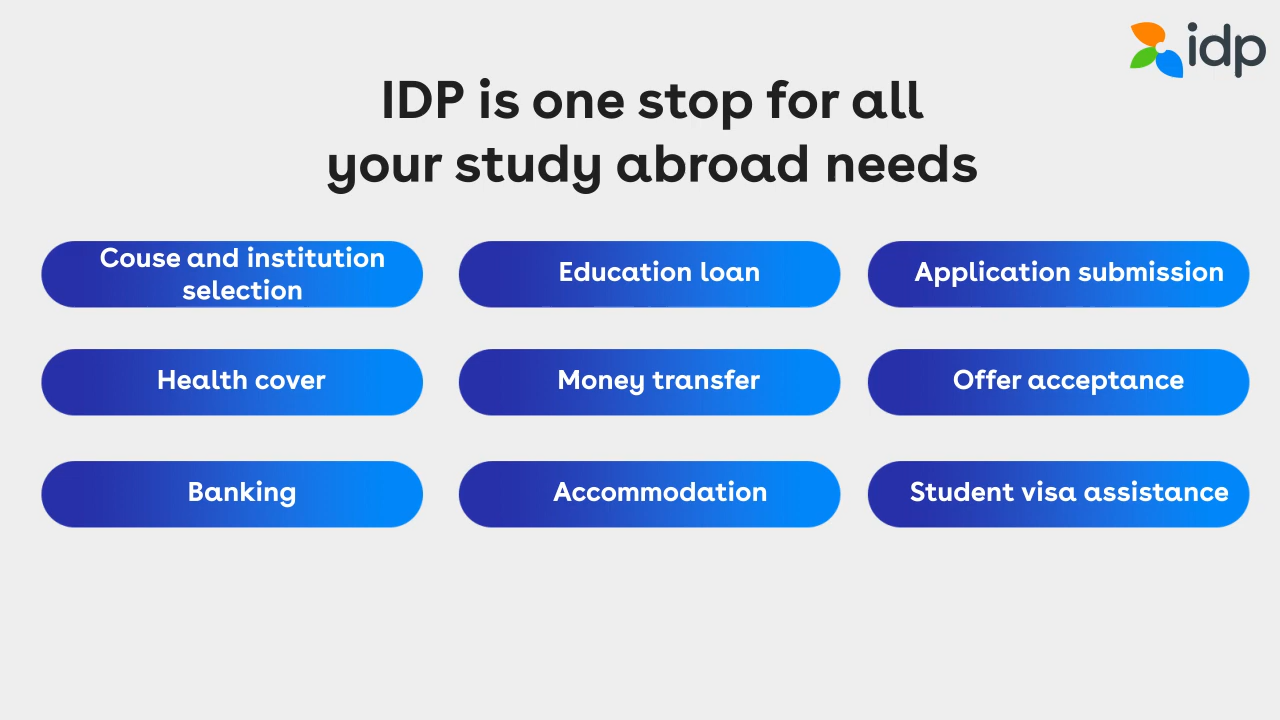 idp
IDP is one stop for all
your study abroad needs
Couse and institution
selection
Education loan
Application submission
Health cover
Money transfer
Offer acceptance
Banking
Accommodation
Student visa assistance